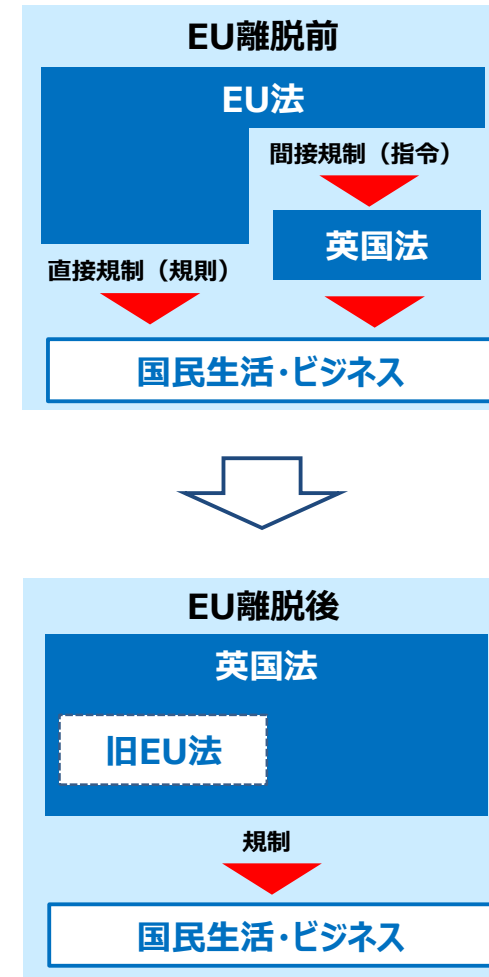 EU離脱前
EU法
間接規制（指令）
英国法
直接規制（規則）
国民生活・ビジネス
EU離脱後
英国法
旧EU法
規制
国民生活・ビジネス